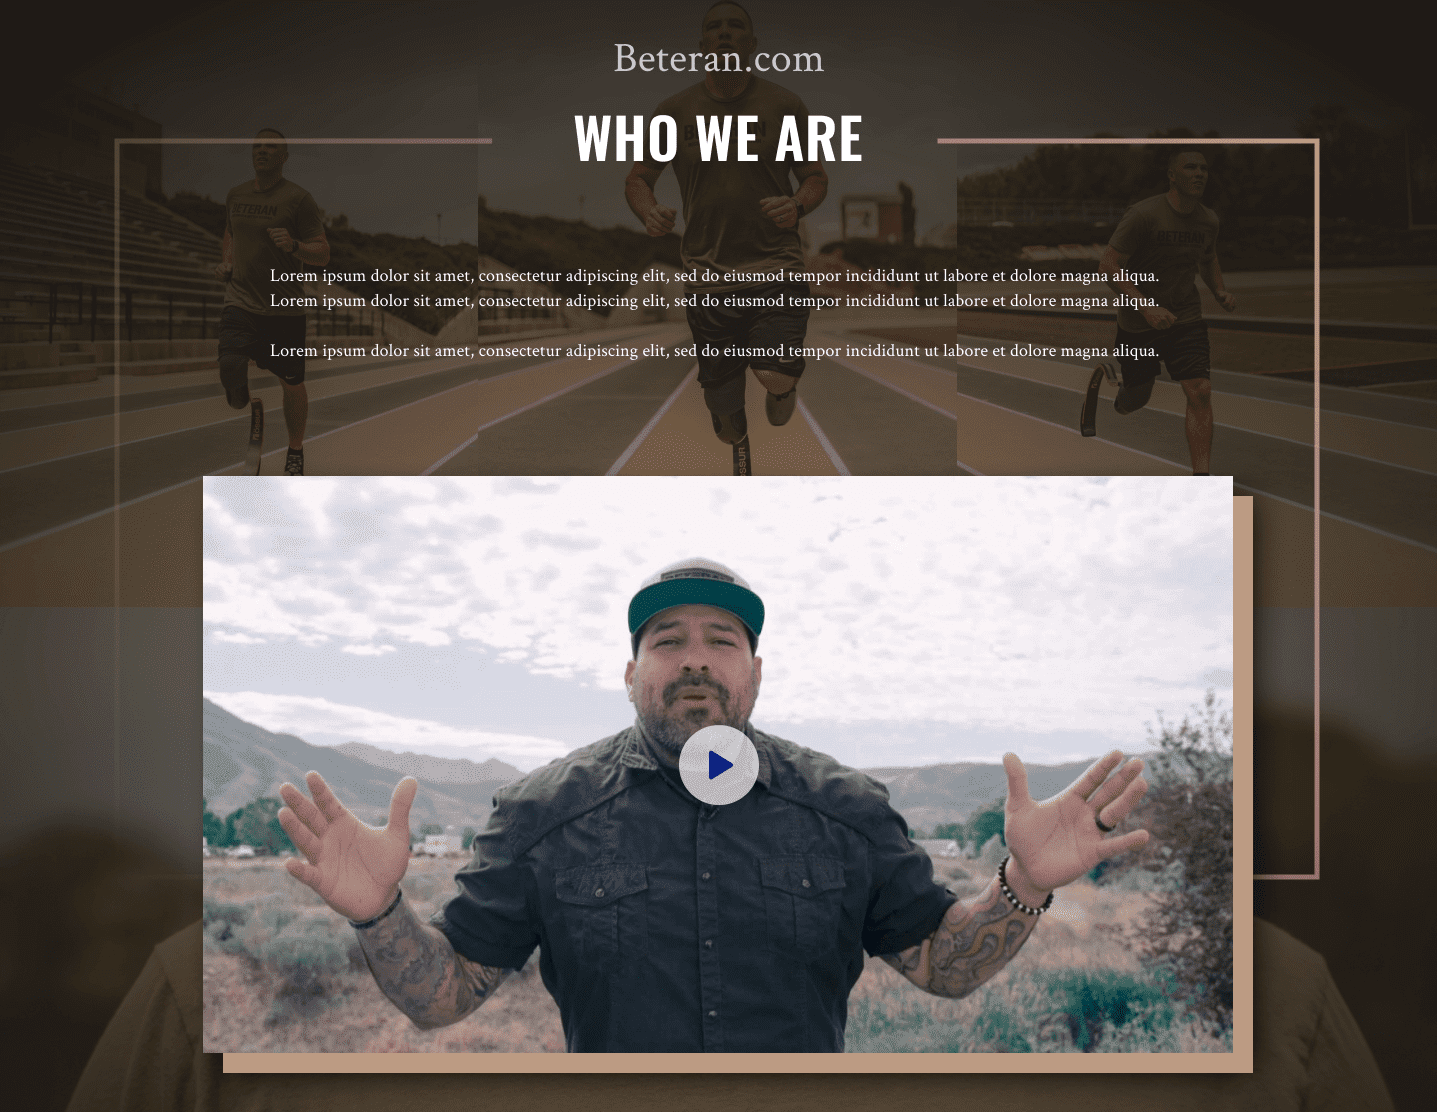 Beteran.com
WHO WE ARE
BETERAN
BETERAN
Lorem ipsum dolor sit amet, consectetur adipiscing elit, sed do eiusmod tempor incididunt ut labore et dolore magna aliqua.
Lorem ipsum dolor sit amet, consectetur adipiscing elit, sed do eiusmod tempor incididunt ut labore et dolore magna aliqua.
Lorem ipsum dolor sit amet, consectetur adipiscing elit, sed do eiusmod tempor incididunt ut labore et dolore magna aliqua.
OSSUR